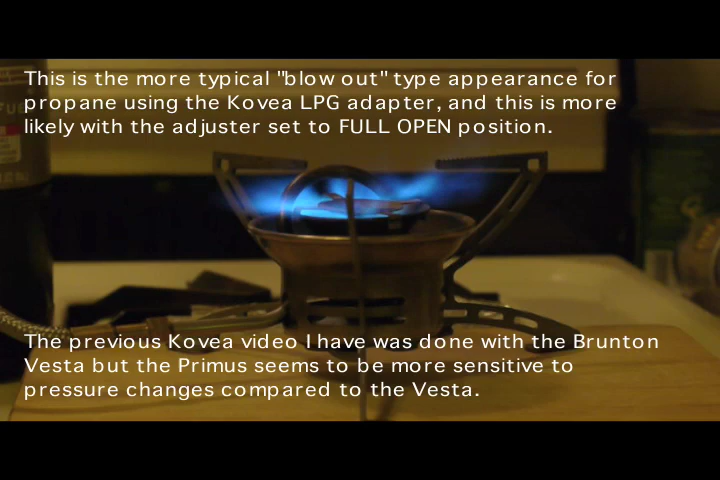 This is the more typical "blow out" type appearance for
propane using the Kovea LPG adapter, and this is more
likely with the adjuster set to FULL OPEN position.
The previous Kovea video I have was done with the Brunton
Vesta but the Primus seems to be more sensitive to
pressure changes compared to the Vesta.